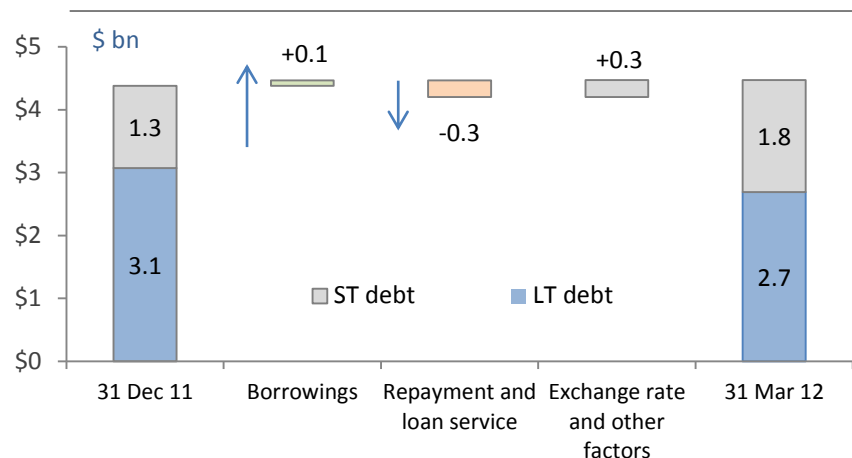 $ bn
$5
$4
$3
$2
$1
$0
+0.1
+0.3
-0.3
1.3
3.1
1.8
2.7
ST debt
LT debt
31 Dec 11
Borrowings
Repayment and
loan service
Exchange rate
and other
factors
31 Mar 12